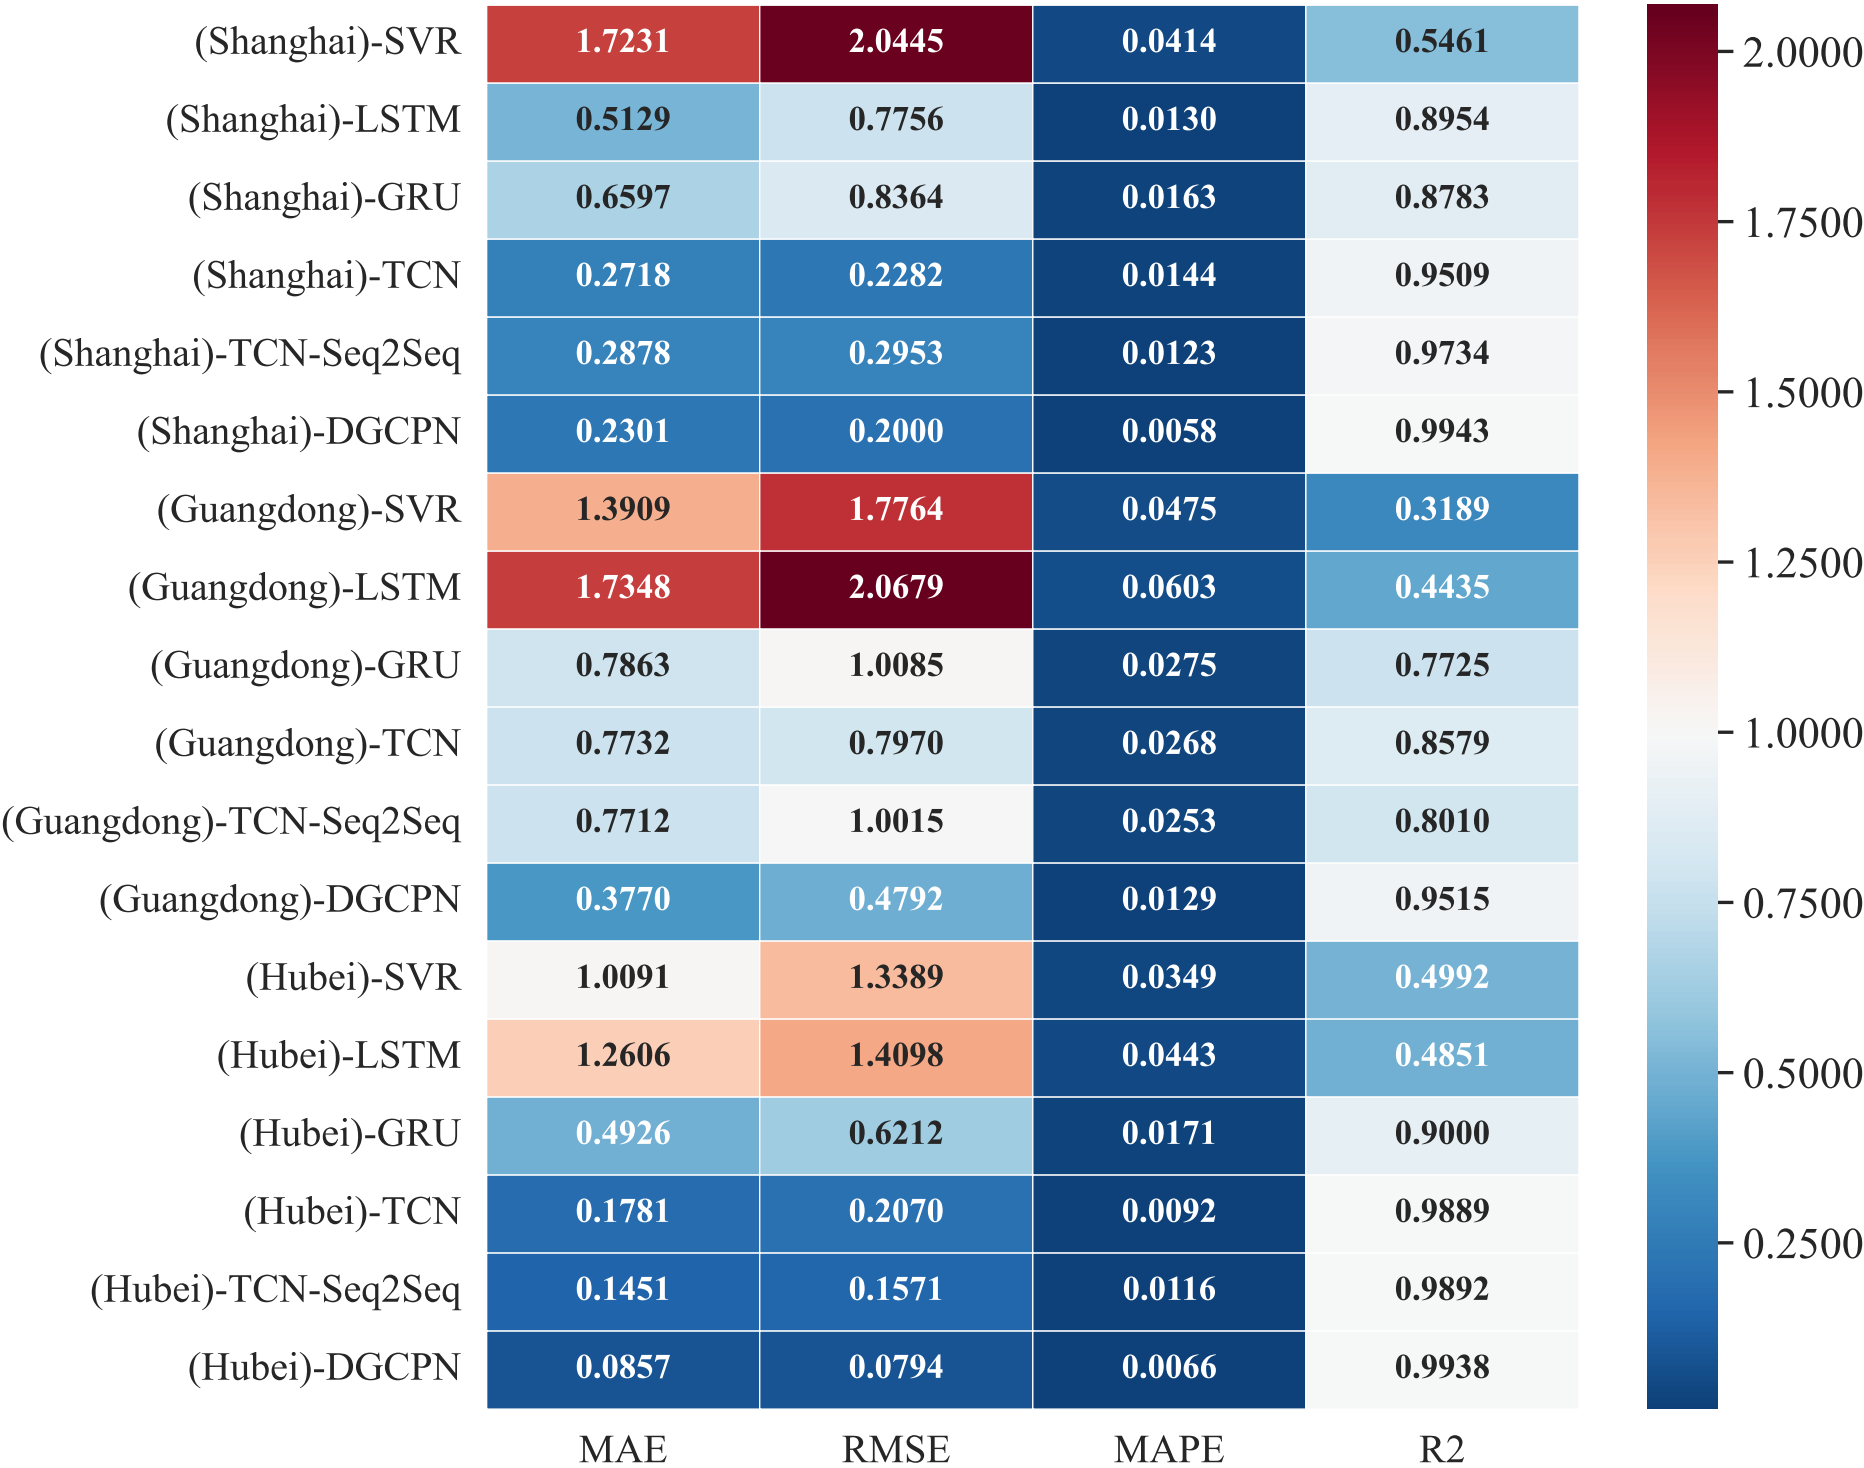 (Shanghai)-SVR 1.7231 2.0445 0.0414 0.5461
(Shanghai)-LSTM 0.5129 0.7756 0.0130 0.8954
(Shanghai)-GRU 0.6597 0.8364 0.0163 0.8783
(Shanghai)-TCN 0.2718 0.2282 0.0144 0.9509
(Shanghai)-TCN-Seq2Seq 0.2878 0.2953 0.0123 0.9734
(Shanghai)-DGCPN 0.2301 0.2000 0.0058 0.9943
(Guangdong)-SVR 1.3909 1.7764 0.0475 0.3189
(Guangdong)-LSTM 1.7348 2.0679 0.0603 0.4435
(Guangdong)-GRU 0.7863 1.0085 0.0275 0.7725
(Guangdong)-TCN 0.7732 0.7970 0.0268 0.8579
(Guangdong)-TCN-Seq2Seq 0.7712 1.0015 0.0253 0.8010
(Guangdong)-DGCPN 0.3770 0.4792 0.0129 0.9515
(Hubei)-SVR 1.0091 1.3389 0.0349 0.4992
(Hubei)-LSTM 1.2606 1.4098 0.0443 0.4851
(Hubei)-GRU 0.4926 0.6212 0.0171 0.9000
(Hubei)-TCN 0.1781 0.2070 0.0092 0.9889
(Hubei)-TCN-Seq2Seq 0.1451 0.1571 0.0116 0.9892
(Hubei)-DGCPN 0.0857 0.0794 0.0066 0.9938
MAE RMSE MAPE R2
2.0000
1.7500
1.5000
1.2500
1.0000
0.7500
0.5000
0.2500